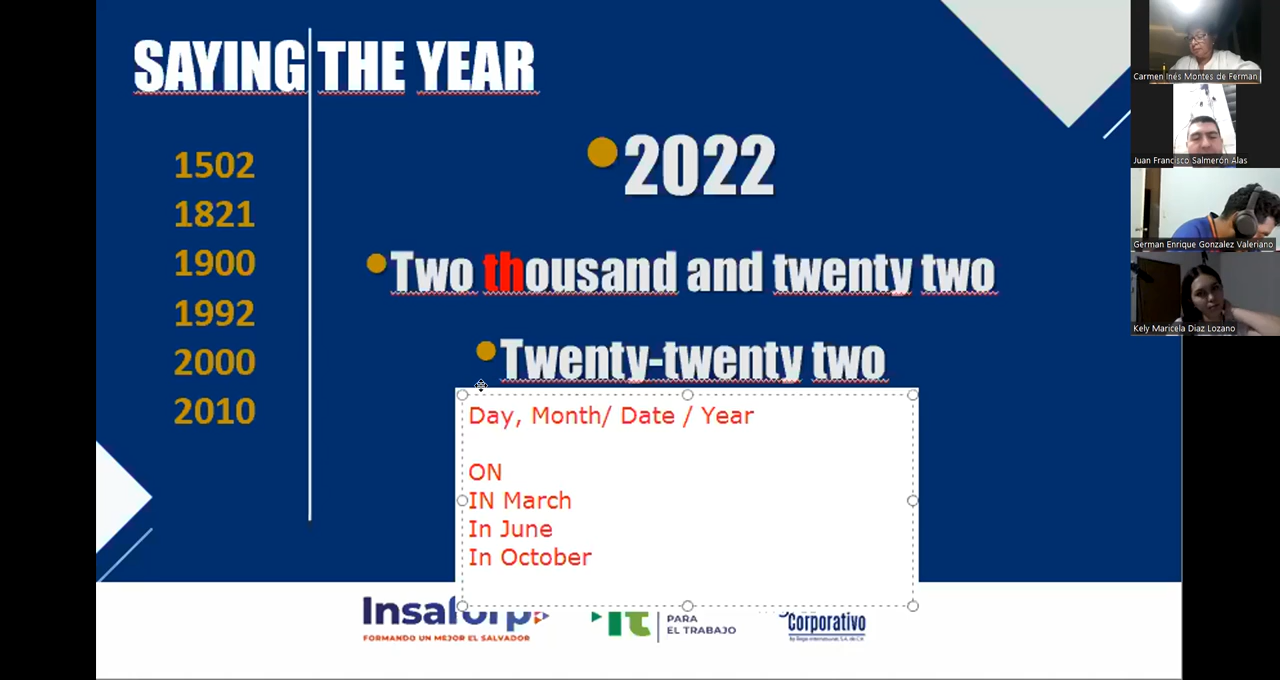 SAYING THE YEAR
1502
1821
1900
1992
2000
2010
2022
Two thousand and twenty two
Twenty-twenty two
Day, Month/ Date / Year
ON
IN March
In June
In October
Insaforp
FORMANDO UN MEJOR EL SALVADOR
PARA
EL TRABAJO
Corporativo
Carmen Inés Montes de Ferman
Juan Francisco Salmerón Alas
German Enrique Gonzalez Valeriano
Kely Maricela Diaz Lozano